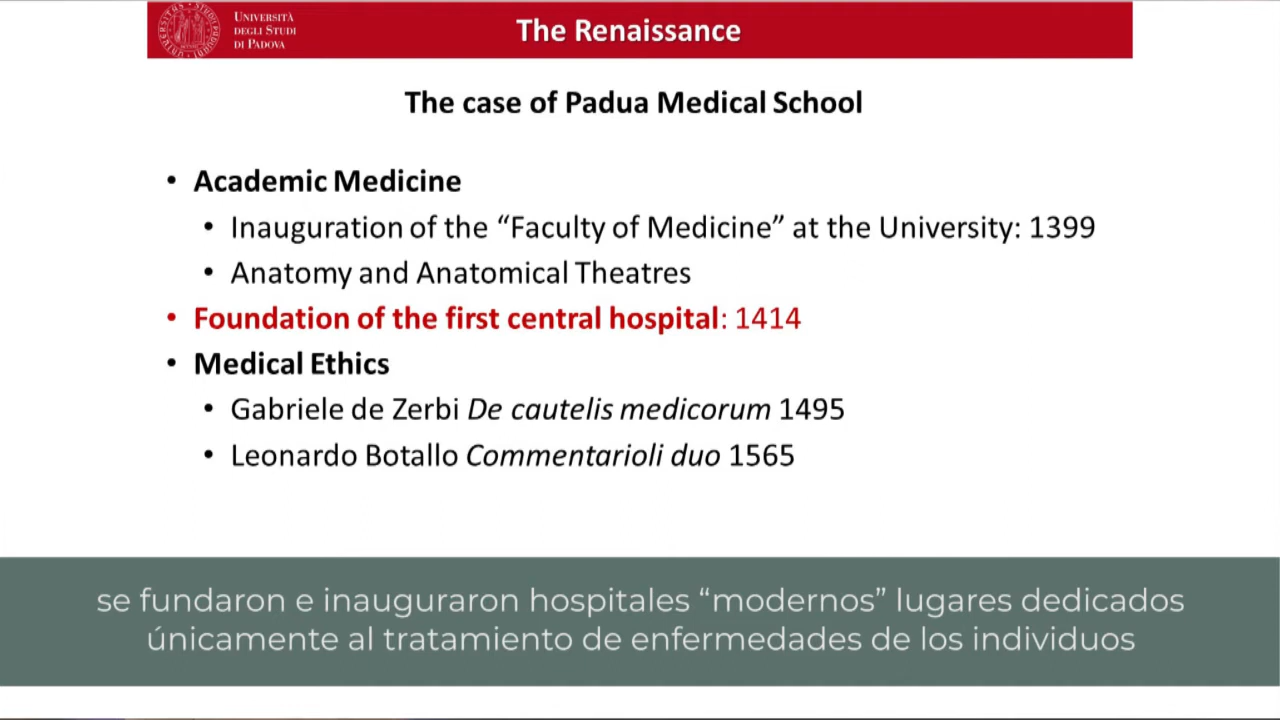 UNIVERSITÀ
DEGLI STUDI
DI PADOVA
The Renaissance
The case of Padua Medical School
• Academic Medicine
• Inauguration of the “Faculty of Medicine” at the University: 1399
• Anatomy and Anatomical Theatres
• Foundation of the first central hospital: 1414
• Medical Ethics
• Gabriele de Zerbi De cautelis medicorum 1495
• Leonardo Botallo Commentarioli duo 1565
se fundaron e inauguraron hospitales “modernos” lugares dedicados
únicamente al tratamiento de enfermedades de los individuos